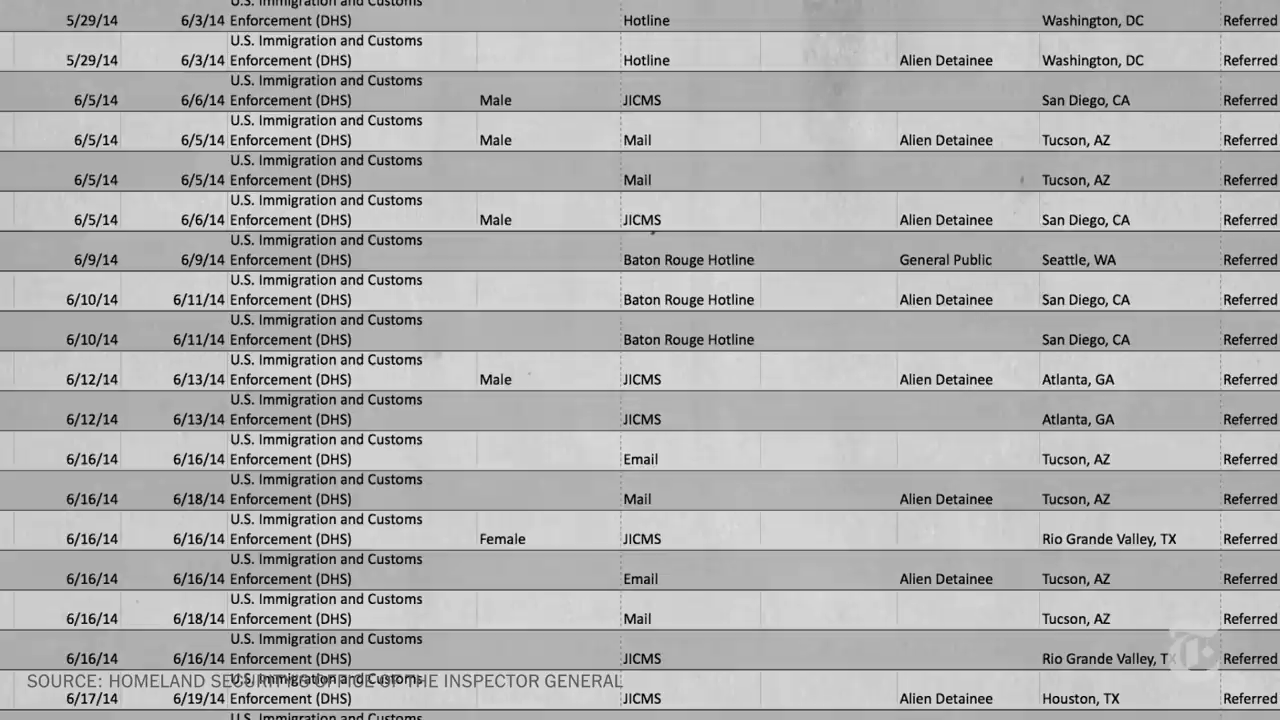 U.S. Immigration and Customs
5/29/14 6/3/14 Enforcement (DHS) Hotline Washington, DC Referred
U.S. Immigration and Customs
5/29/14 6/3/14 Enforcement (DHS) Hotline Alien Detainee Washington, DC Referred
U.S. Immigration and Customs
6/5/14 6/6/14 Enforcement (DHS) Male JICMS San Diego, CA Referred
U.S. Immigration and Customs
6/5/14 6/5/14 Enforcement (DHS) Male Mail Alien Detainee Tucson, AZ Referred
U.S. Immigration and Customs
6/5/14 6/5/14 Enforcement (DHS) Mail Tucson, AZ Referred
U.S. Immigration and Customs
6/5/14 6/6/14 Enforcement (DHS) Male JICMS Alien Detainee San Diego, CA Referred
U.S. Immigration and Customs
6/9/14 6/9/14 Enforcement (DHS) Baton Rouge Hotline General Public Seattle, WA Referred
U.S. Immigration and Customs
6/10/14 6/11/14 Enforcement (DHS) Baton Rouge Hotline Alien Detainee San Diego, CA Referred
U.S. Immigration and Customs
6/10/14 6/11/14 Enforcement (DHS) Baton Rouge Hotline San Diego, CA Referred
U.S. Immigration and Customs
6/12/14 6/13/14 Enforcement (DHS) Male JICMS Alien Detainee Atlanta, GA Referred
U.S. Immigration and Customs
6/12/14 6/13/14 Enforcement (DHS) JICMS Atlanta, GA Referred
U.S. Immigration and Customs
6/16/14 6/16/14 Enforcement (DHS) Email Tucson, AZ Referred
U.S. Immigration and Customs
6/16/14 6/18/14 Enforcement (DHS) Mail Alien Detainee Tucson, AZ Referred
U.S. Immigration and Customs
6/16/14 6/16/14 Enforcement (DHS) Female JICMS Rio Grande Valley, TX Referred
U.S. Immigration and Customs
6/16/14 6/16/14 Enforcement (DHS) Email Alien Detainee Tucson, AZ Referred
U.S. Immigration and Customs
6/16/14 6/18/14 Enforcement (DHS) Mail Tucson, AZ Referred
U.S. Immigration and Customs
6/16/14 6/16/14 Enforcement (DHS) JICMS Rio Grande Valley, TX Referred
SOURCE: HOMELAND SECURITY'S OFFICE OF THE INSPECTOR GENERAL
U.S. Immigration and Customs
6/17/14 6/19/14 Enforcement (DHS) JICMS Alien Detainee Houston, TX Referred
U.S. Immigration and Customs